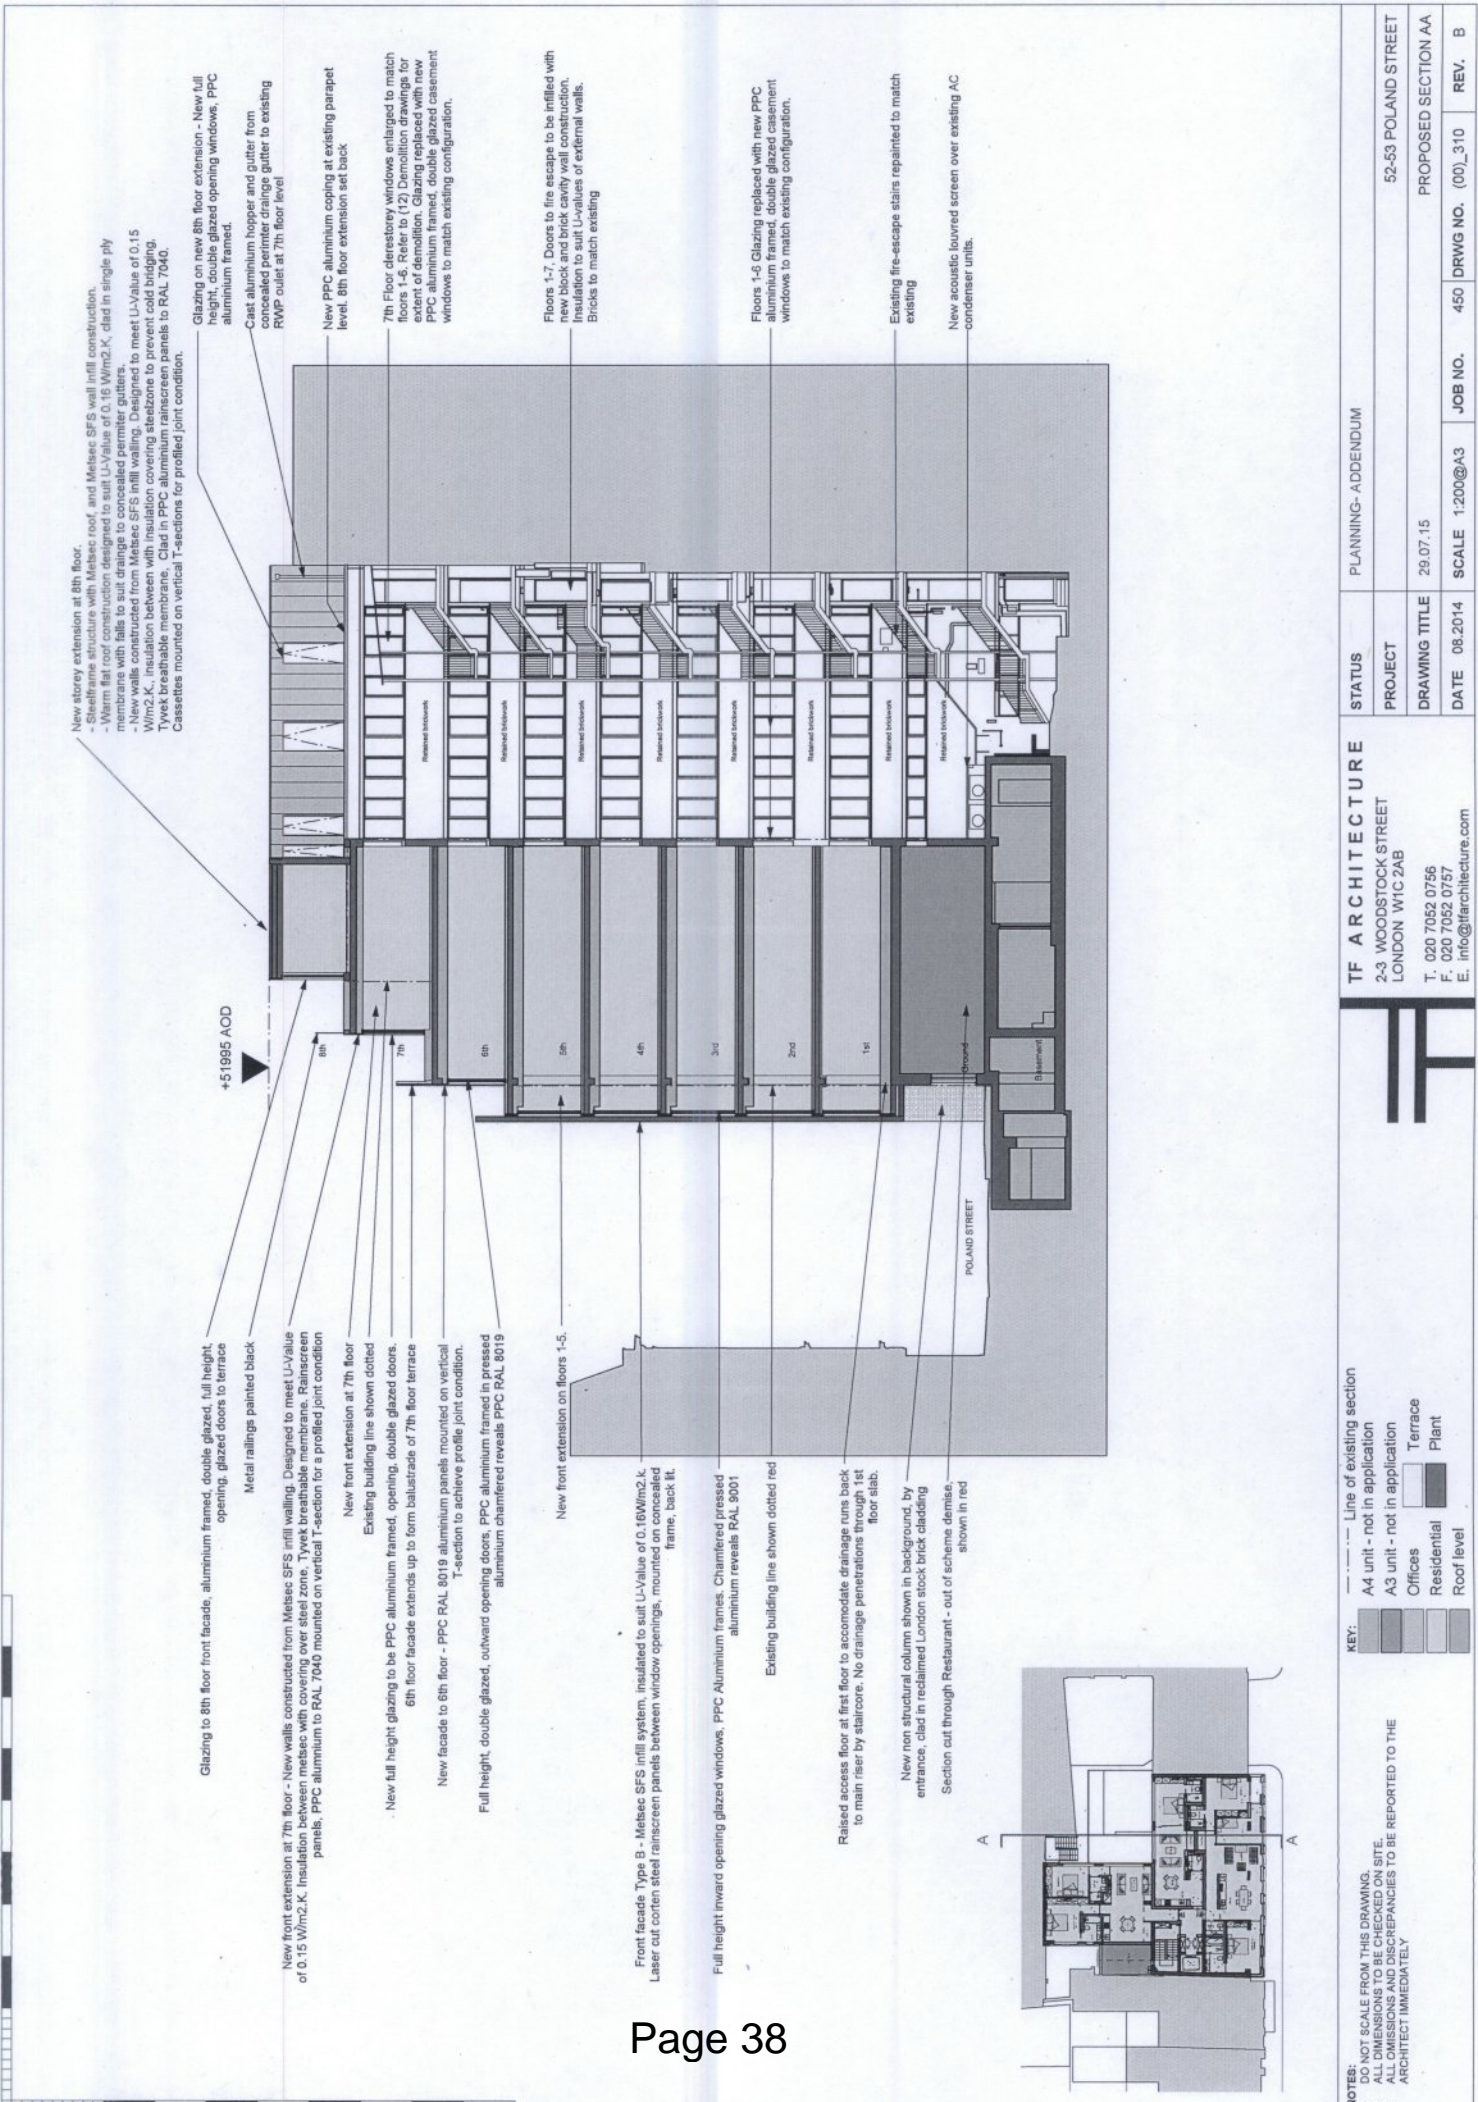 New storey extension at 8th floor.
- Steelframe structure with Metsec roof, and Metsec SFS wall infill construction.
- Warm flat roof construction designed to suit U-Value of 0.16 W/m2.K, clad in single ply
membrane with falls to suit drainge to concealed permiter gutters.
- New walls constructed from Metsec SFS infill walling. Designed to meet U-Value of 0.15
W/m2.K., insulation between with insulation covering steelzone to prevent cold bridging,
Tyvek breathable membrane, Clad in PPC aluminium rainscreen panels to RAL 7040.
Cassettes mounted on vertical T-sections for profiled joint condition.
Glazing on new 8th floor extension - New full
height, double glazed opening windows, PPC
aluminium framed.
Cast aluminium hopper and gutter from
concealed perimter drainge gutter to existing
RWP outlet at 7th floor level
New PPC aluminium coping at existing parapet
level. 8th floor extension set back
7th Floor clerestorey windows enlarged to match
floors 1-6. Refer to (12) Demolition drawings for
extent of demolition. Glazing replaced with new
PPC aluminium framed, double glazed casement
windows to match existing configuration.
Floors 1-7, Doors to fire escape to be infilled with
new block and brick cavity wall construction.
Insulation to suit U-values of external walls.
Bricks to match existing
Floors 1-6 Glazing replaced with new PPC
aluminium framed, double glazed casement
windows to match existing configuration.
Existing fire-escape stairs repainted to match
existing
New acoustic louvred screen over existing AC
condenser units.
+51995 AOD
8th
7th
6th
5th
4th
3rd
2nd
1st
Ground
Basement
Retained brickwork
Retained brickwork
Retained brickwork
Retained brickwork
Retained brickwork
Retained brickwork
Retained brickwork
Retained brickwork
POLAND STREET
Glazing to 8th floor front facade, aluminium framed, double glazed, full height,
opening, glazed doors to terrace
Metal railings painted black
New front extension at 7th floor - New walls constructed from Metsec SFS infill walling. Designed to meet U-Value
of 0.15 W/m2.K. Insulation between metsec with covering over steel zone, Tyvek breathable membrane. Rainscreen
panels, PPC alumnium to RAL 7040 mounted on vertical T-section for a profiled joint condition
New front extension at 7th floor
Existing building line shown dotted
New full height glazing to be PPC aluminium framed, opening, double glazed doors.
6th floor facade extends up to form balustrade of 7th floor terrace
New facade to 6th floor - PPC RAL 8019 aluminium panels mounted on vertical
T-section to achieve profile joint condition.
Full height, double glazed, outward opening doors, PPC aluminium framed in pressed
aluminium chamfered reveals PPC RAL 8019
New front extension on floors 1-5.
Front facade Type B - Metsec SFS infill system, insulated to suit U-Value of 0.16W/m2.k.
Laser cut corten steel rainscreen panels between window openings, mounted on concealed
frame, back lit.
Full height inward opening glazed windows, PPC Aluminium frames. Chamfered pressed
aluminium reveals RAL 9001
Existing building line shown dotted red
Raised access floor at first floor to accomodate drainage runs back
to main riser by staircore. No drainage penetrations through 1st
floor slab.
New non structural column shown in background, by
entrance, clad in reclaimed London stock brick cladding
Section cut through Restaurant - out of scheme demise,
shown in red
A
A
NOTES:
DO NOT SCALE FROM THIS DRAWING.
ALL DIMENSIONS TO BE CHECKED ON SITE.
ALL OMISSIONS AND DISCREPANCIES TO BE REPORTED TO THE
ARCHITECT IMMEDIATELY
KEY:
Line of existing section
A4 unit - not in application
A3 unit - not in application
Offices
Terrace
Residential
Plant
Roof level
TF ARCHITECTURE
2-3 WOODSTOCK STREET
LONDON W1C 2AB
T. 020 7052 0756
F. 020 7052 0757
E. info@tfarchitecture.com
STATUS PLANNING- ADDENDUM
PROJECT 52-53 POLAND STREET
DRAWING TITLE 29.07.15 PROPOSED SECTION AA
DATE 08.2014 SCALE 1:200@A3 JOB NO. 450 DRWG NO. (00)_310 REV. B
Page 38